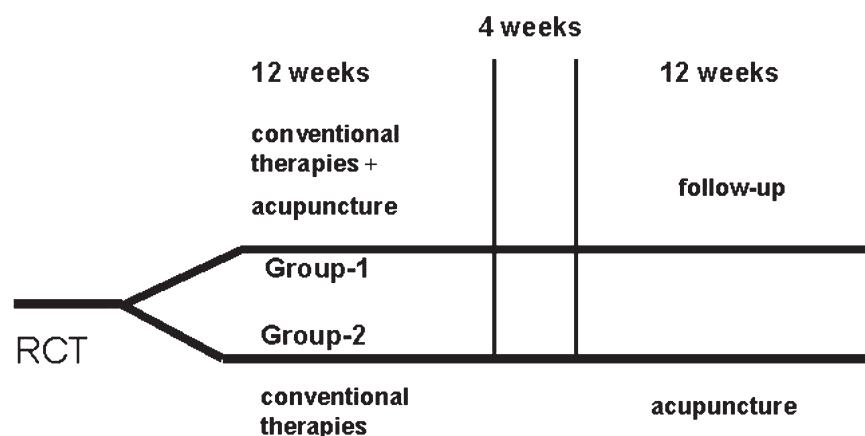 4 weeks
12 weeks
12 weeks
conventional
therapies +
acupuncture
follow-up
Group-1
RCT
Group-2
conventional
therapies
acupuncture